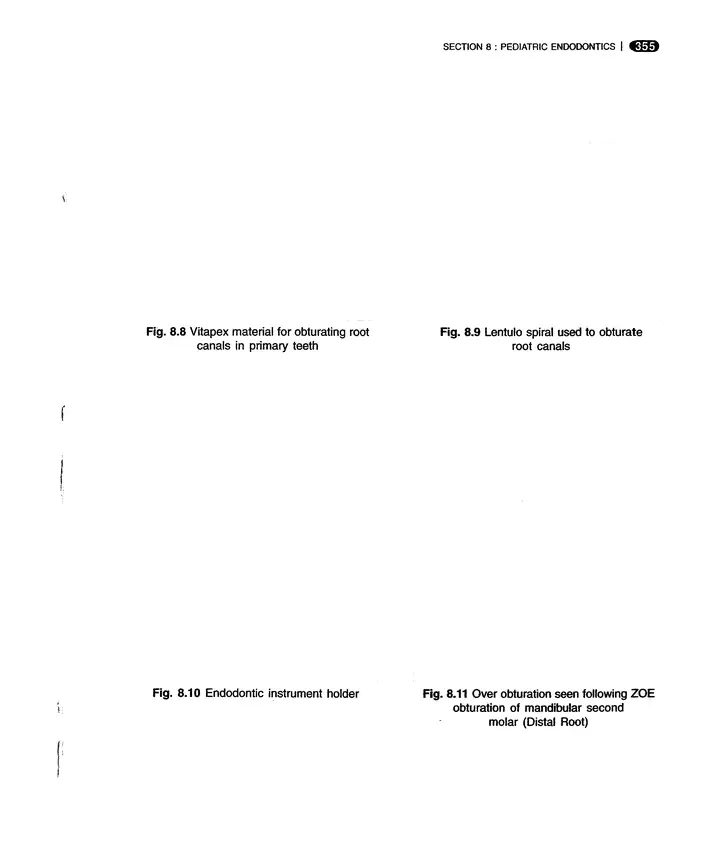 SECTION 8 : PEDIATRIC ENDODONTICS | 355
Fig. 8.8 Vitapex material for obturating root
canals in primary teeth
Fig. 8.9 Lentulo spiral used to obturate
root canals
Fig. 8.10 Endodontic instrument holder
Fig. 8.11 Over obturation seen following ZOE
obturation of mandibular second
molar (Distal Root)